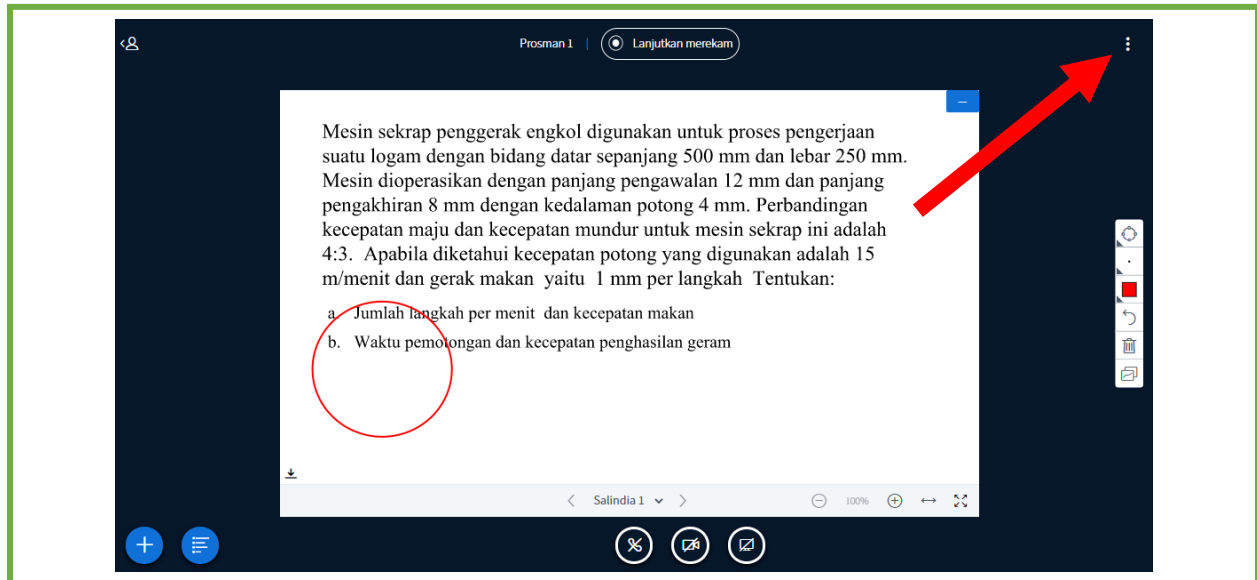 Prosman 1 | Lanjutkan merekam
Mesin sekrap penggerak engkol digunakan untuk proses pengerjaan
suatu logam dengan bidang datar sepanjang 500 mm dan lebar 250 mm.
Mesin dioperasikan dengan panjang pengawalan 12 mm dan panjang
pengakhiran 8 mm dengan kedalaman potong 4 mm. Perbandingan
kecepatan maju dan kecepatan mundur untuk mesin sekrap ini adalah
4:3. Apabila diketahui kecepatan potong yang digunakan adalah 15
m/menit dan gerak makan yaitu 1 mm per langkah Tentukan:
a. Jumlah langkah per menit dan kecepatan makan
b. Waktu pemotongan dan kecepatan penghasilan geram
Salindia 1
100%